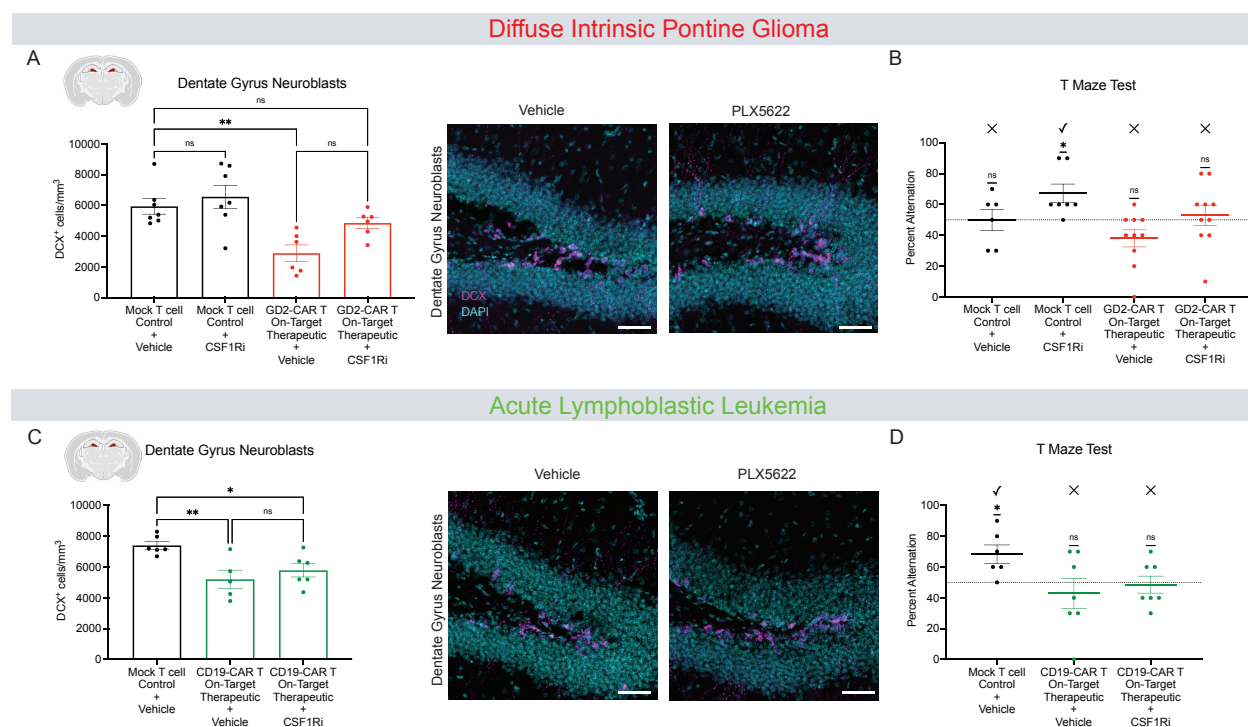 Diffuse Intrinsic Pontine Glioma
A
Dentate Gyrus Neuroblasts
ns
**
ns
ns
10000
8000
6000
4000
2000
0
DCX+ cells/mm3
Mock T cell
Control
+
Vehicle
Mock T cell
Control
+
CSF1Ri
GD2-CAR T
On-Target
Therapeutic
+
Vehicle
GD2-CAR T
On-Target
Therapeutic
+
CSF1Ri
Vehicle
PLX5622
Dentate Gyrus Neuroblasts
DCX
DAPI
B
T Maze Test
✓
ns
*
ns
ns
100
80
60
40
20
0
Percent Alternation
Mock T cell
Control
+
Vehicle
Mock T cell
Control
+
CSF1Ri
GD2-CAR T
On-Target
Therapeutic
+
Vehicle
GD2-CAR T
On-Target
Therapeutic
+
CSF1Ri
Acute Lymphoblastic Leukemia
C
Dentate Gyrus Neuroblasts
*
**
ns
10000
8000
6000
4000
2000
0
DCX+ cells/mm3
Mock T cell
Control
+
Vehicle
CD19-CAR T
On-Target
Therapeutic
+
Vehicle
CD19-CAR T
On-Target
Therapeutic
+
CSF1Ri
Vehicle
PLX5622
Dentate Gyrus Neuroblasts
D
T Maze Test
✓
*
ns
ns
100
80
60
40
20
0
Percent Alternation
Mock T cell
Control
+
Vehicle
CD19-CAR T
On-Target
Therapeutic
+
Vehicle
CD19-CAR T
On-Target
Therapeutic
+
CSF1Ri